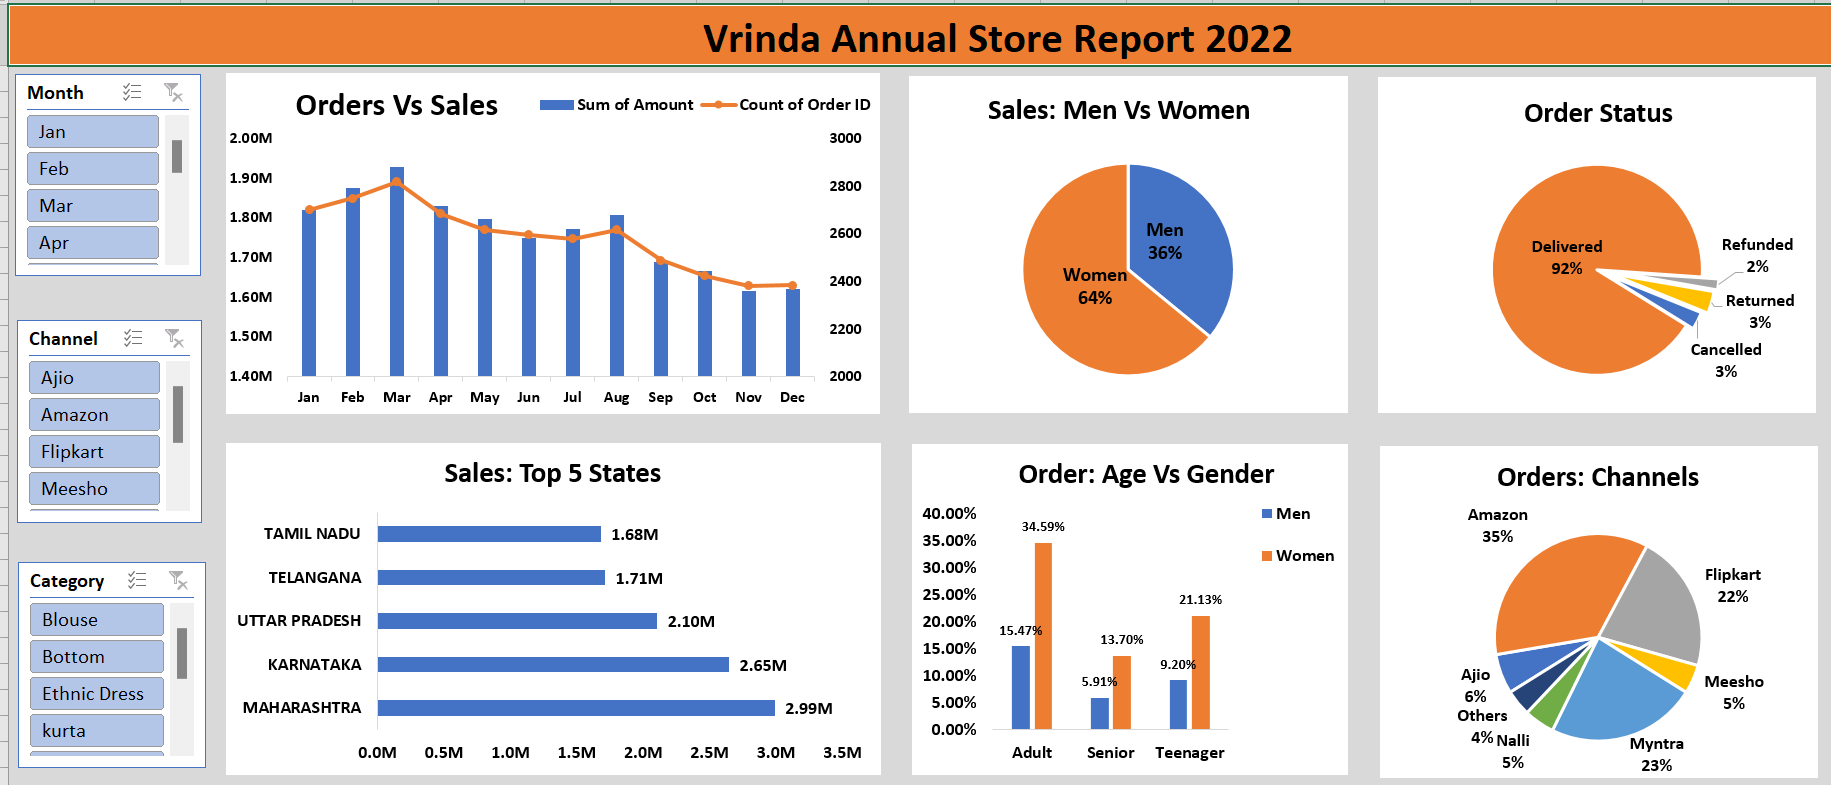 Vrinda Annual Store Report 2022
Month
Jan
Feb
Mar
Apr
Channel
Ajio
Amazon
Flipkart
Meesho
Category
Blouse
Bottom
Ethnic Dress
kurta
Orders Vs Sales
Sum of Amount
Count of Order ID
2.00M
1.90M
1.80M
1.70M
1.60M
1.50M
1.40M
3000
2800
2600
2400
2200
2000
Jan Feb Mar Apr May Jun Jul Aug Sep Oct Nov Dec
Sales: Men Vs Women
Men
36%
Women
64%
Order Status
Delivered
92%
Refunded
2%
Returned
3%
Cancelled
3%
Sales: Top 5 States
TAMIL NADU 1.68M
TELANGANA 1.71M
UTTAR PRADESH 2.10M
KARNATAKA 2.65M
MAHARASHTRA 2.99M
0.0M 0.5M 1.0M 1.5M 2.0M 2.5M 3.0M 3.5M
Order: Age Vs Gender
Men
Women
40.00%
35.00%
30.00%
25.00%
20.00%
15.00%
10.00%
5.00%
0.00%
15.47%
34.59%
5.91%
13.70%
9.20%
21.13%
Adult Senior Teenager
Orders: Channels
Amazon
35%
Flipkart
22%
Meesho
5%
Myntra
23%
Nalli
5%
Others
4%
Ajio
6%